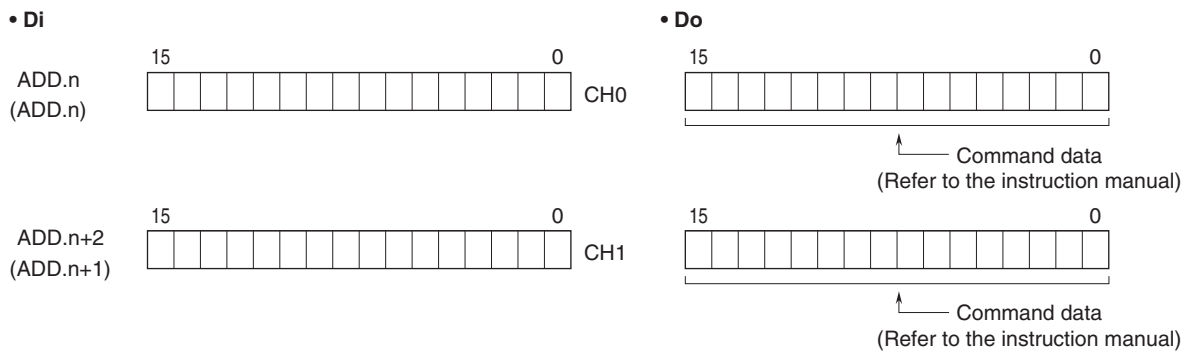 • Di
15 0
ADD.n
(ADD.n)
CH0
ADD.n+2
(ADD.n+1)
15 0
CH1
• Do
15 0
Command data
(Refer to the instruction manual)
15 0
Command data
(Refer to the instruction manual)